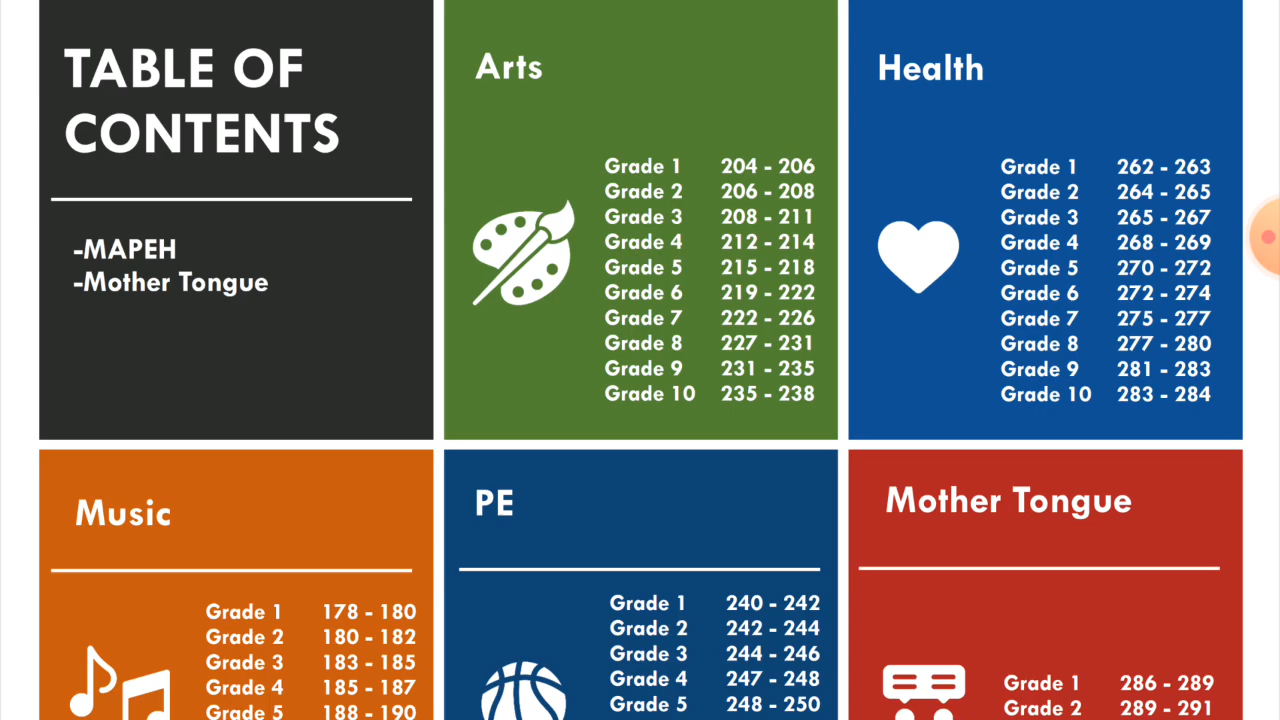 TABLE OF
CONTENTS
-MAPEH
-Mother Tongue
Arts
Grade 1 204 - 206
Grade 2 206 - 208
Grade 3 208 - 211
Grade 4 212 - 214
Grade 5 215 - 218
Grade 6 219 - 222
Grade 7 222 - 226
Grade 8 227 - 231
Grade 9 231 - 235
Grade 10 235 - 238
Health
Grade 1 262 - 263
Grade 2 264 - 265
Grade 3 265 - 267
Grade 4 268 - 269
Grade 5 270 - 272
Grade 6 272 - 274
Grade 7 275 - 277
Grade 8 277 - 280
Grade 9 281 - 283
Grade 10 283 - 284
Music
Grade 1 178 - 180
Grade 2 180 - 182
Grade 3 183 - 185
Grade 4 185 - 187
Grade 5 188 - 190
PE
Grade 1 240 - 242
Grade 2 242 - 244
Grade 3 244 - 246
Grade 4 247 - 248
Grade 5 248 - 250
Mother Tongue
Grade 1 286 - 289
Grade 2 289 - 291